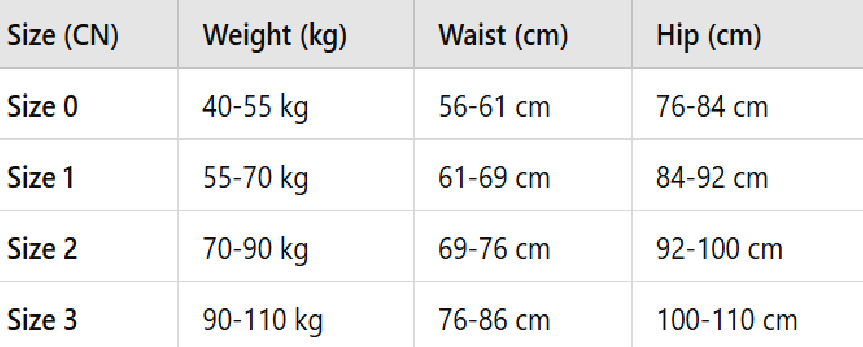 Size (CN) Weight (kg) Waist (cm) Hip (cm)
Size 0 40-55 kg 56-61 cm 76-84 cm
Size 1 55-70 kg 61-69 cm 84-92 cm
Size 2 70-90 kg 69-76 cm 92-100 cm
Size 3 90-110 kg 76-86 cm 100-110 cm